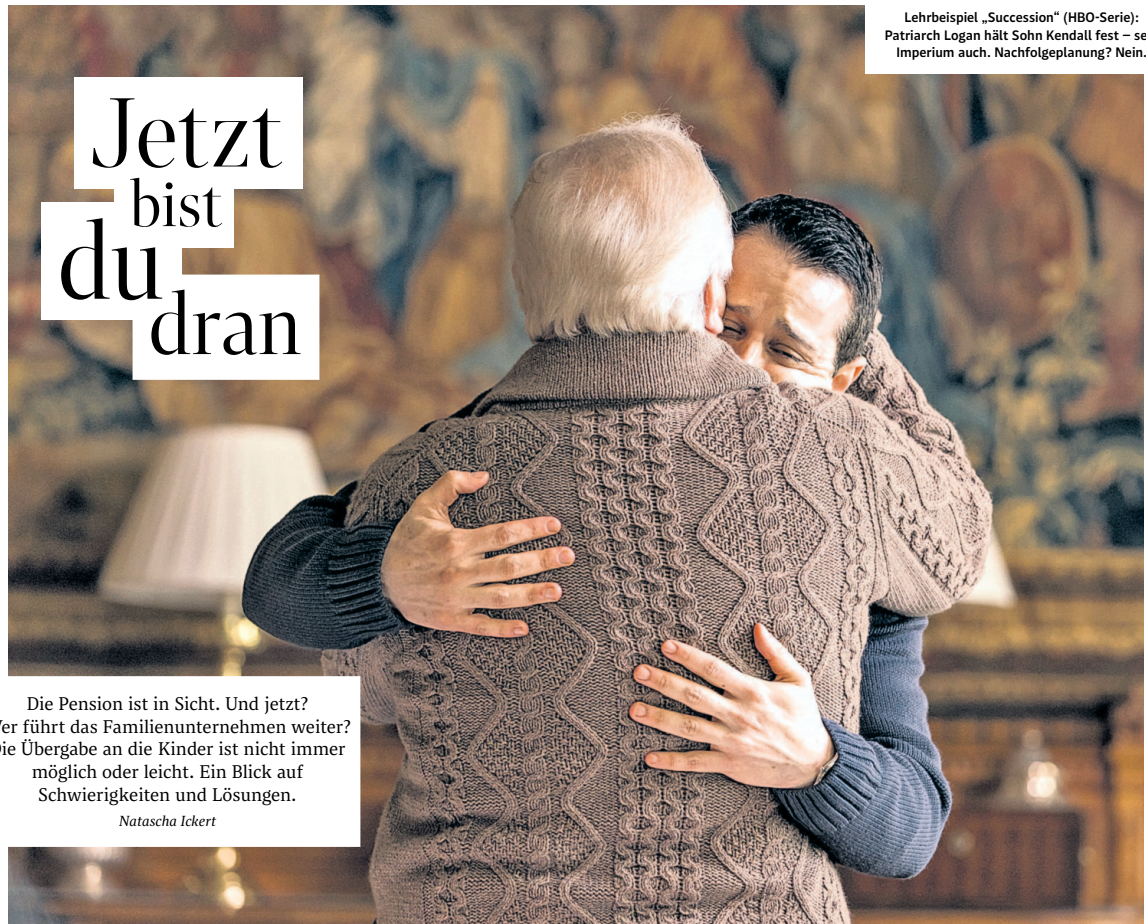 Lehrbeispiel „Succession“ (HBO-Serie):
Patriarch Logan hält Sohn Kendall fest – 
Imperium auch. Nachfolgeplanung? Nein.
Jetzt
bist
du
dran
Die Pension ist in Sicht. Und jetzt?
führt das Familienunternehmen weiter?
Übergabe an die Kinder ist nicht immer
möglich oder leicht. Ein Blick auf
Schwierigkeiten und Lösungen.
Natascha Ickert